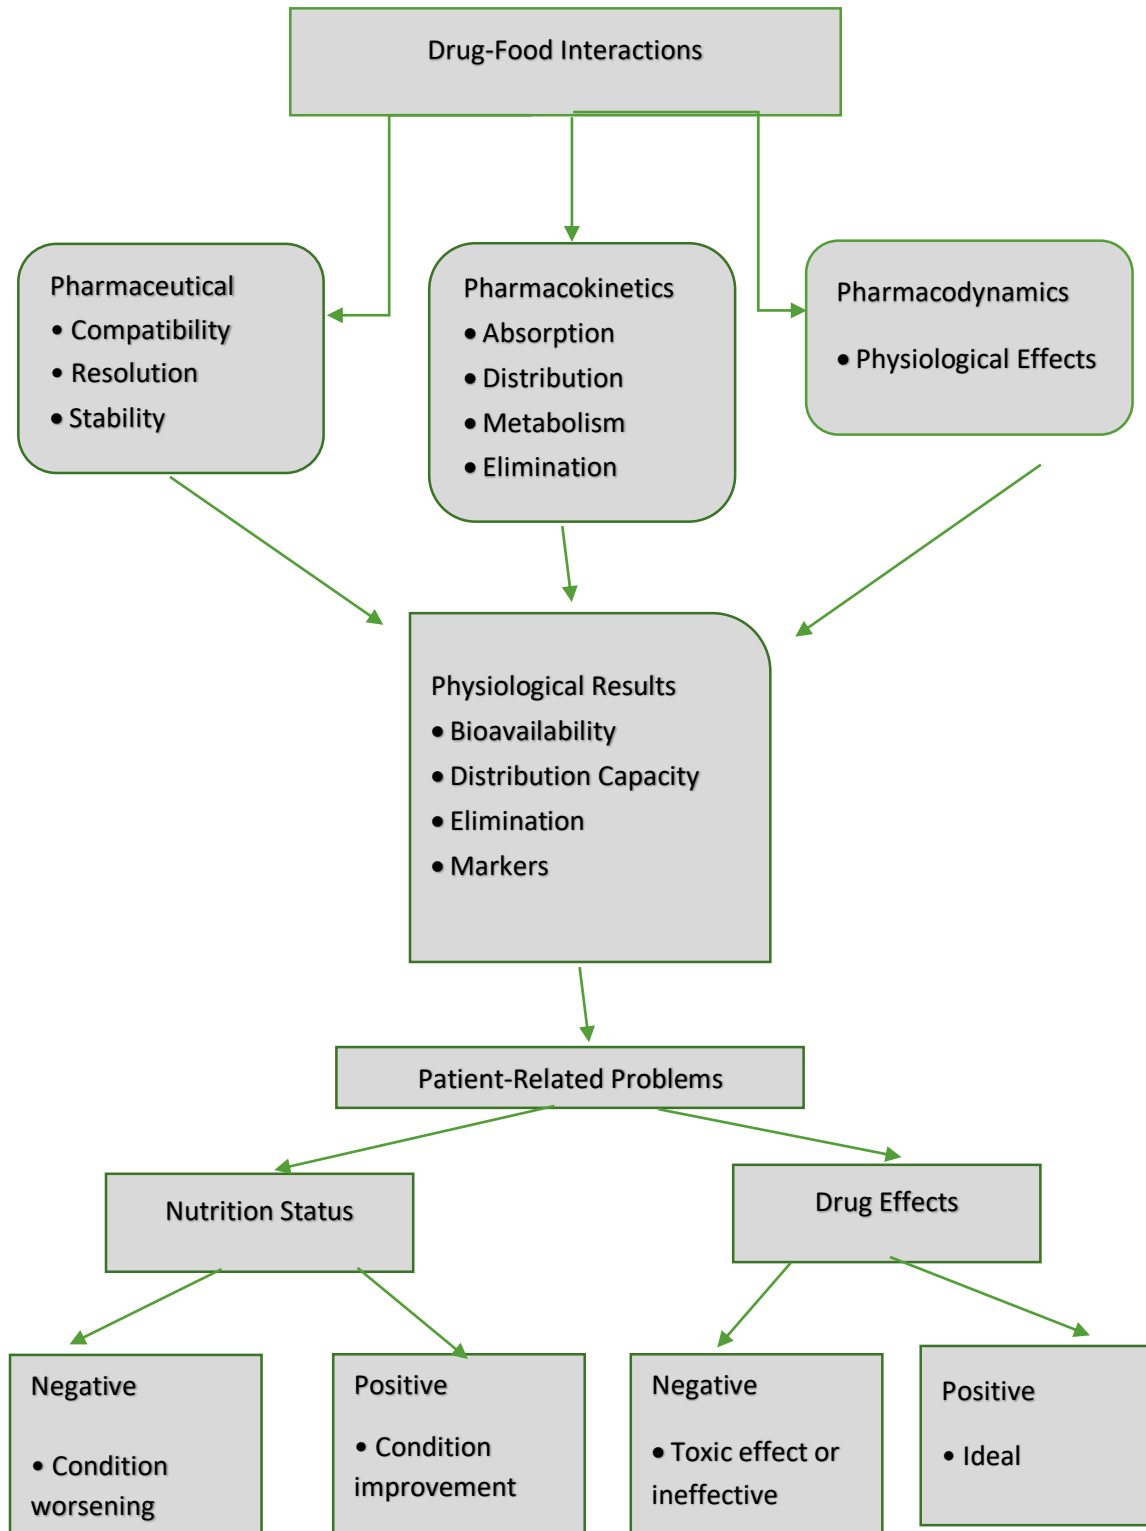 Drug-Food Interactions
Pharmaceutical
• Compatibility
• Resolution
• Stability
Pharmacokinetics
• Absorption
• Distribution
• Metabolism
• Elimination
Pharmacodynamics
• Physiological Effects
Physiological Results
• Bioavailability
• Distribution Capacity
• Elimination
• Markers
Patient-Related Problems
Nutrition Status
Drug Effects
Negative
• Condition
worsening
Positive
• Condition
improvement
Negative
• Toxic effect or
ineffective
Positive
• Ideal